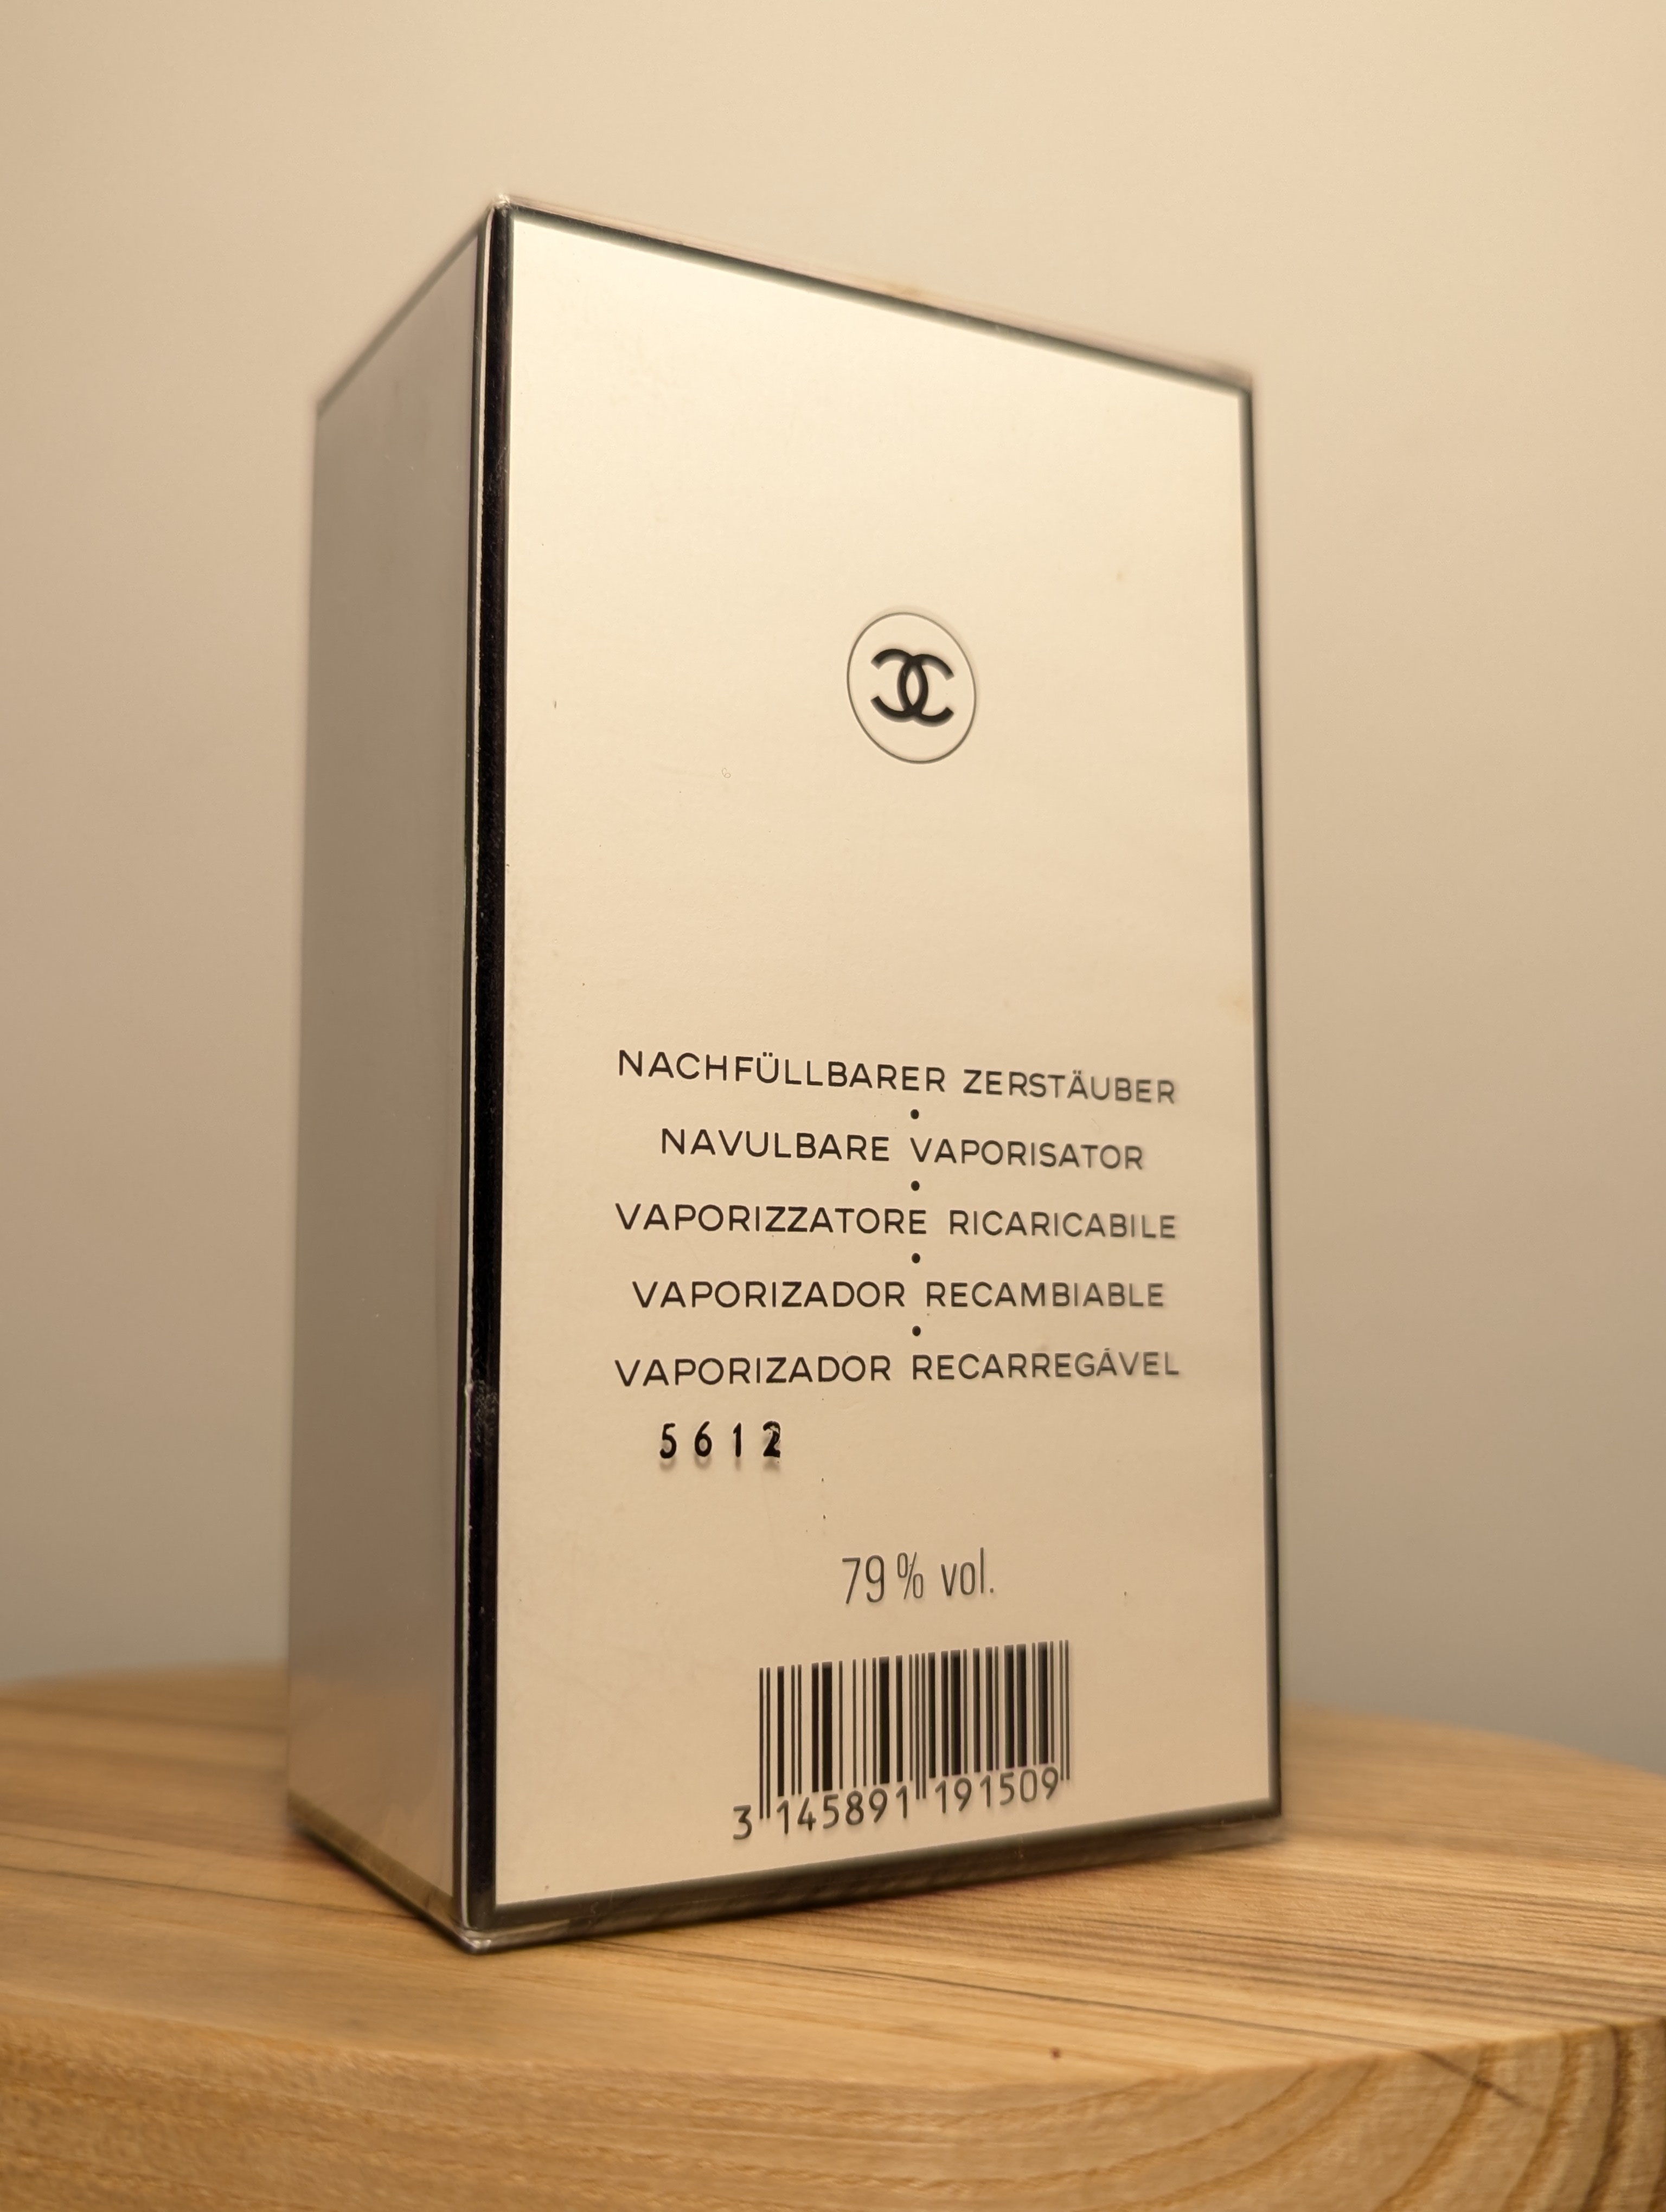 NACHFÜLLBARER ZERSTÄUBER
•
NAVULBARE VAPORISATOR
•
VAPORIZZATORE RICARICABILE
•
VAPORIZADOR RECAMBIABLE
•
VAPORIZADOR RECARREGÁVEL
5612
79% vol.
3 145891 191509